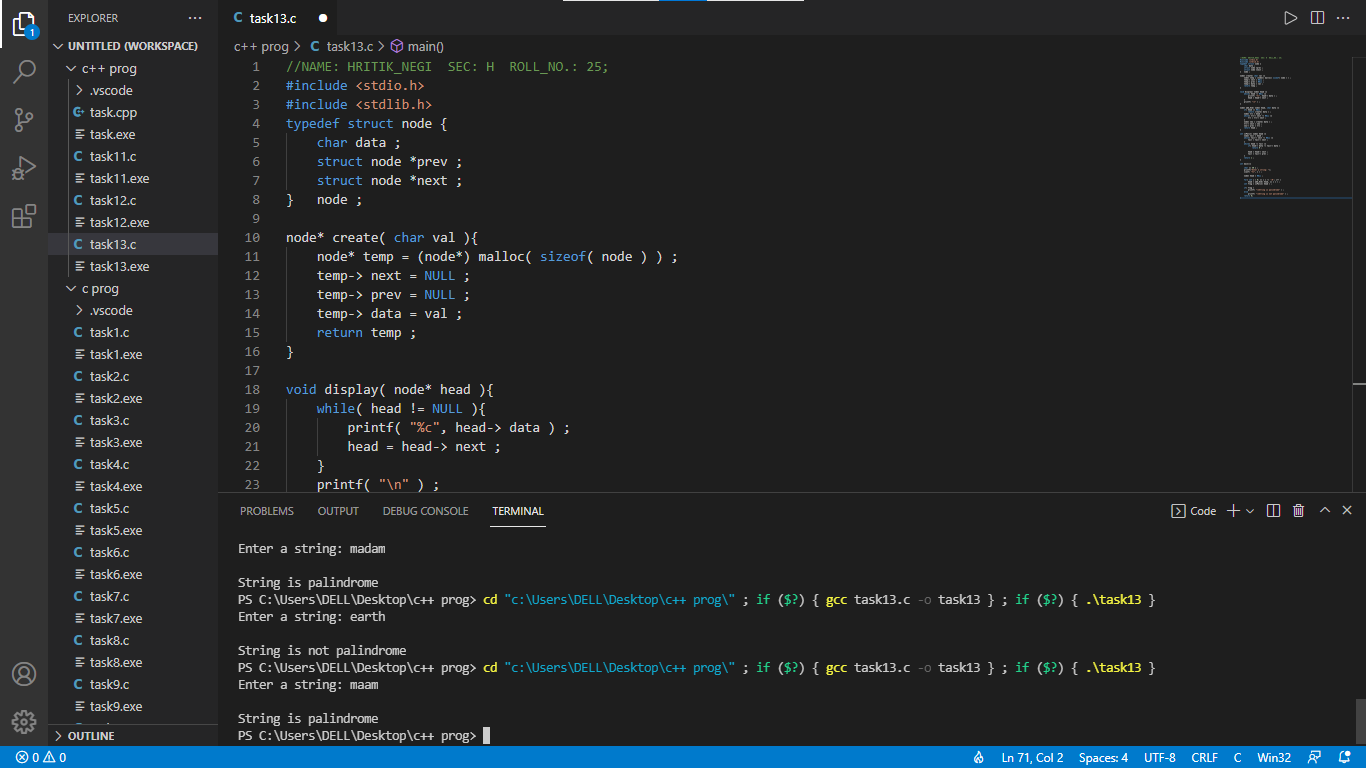 EXPLORER
1
UNTITLED (WORKSPACE)
c++ prog
.vscode
task.cpp
task.exe
task11.c
task11.exe
task12.c
task12.exe
task13.c
task13.exe
c prog
.vscode
task1.c
task1.exe
task2.c
task2.exe
task3.c
task3.exe
task4.c
task4.exe
task5.c
task5.exe
task6.c
task6.exe
task7.c
task7.exe
task8.c
task8.exe
task9.c
task9.exe
OUTLINE
C task13.c
c++ prog > C task13.c > main()
1 //NAME: HRITIK_NEGI  SEC: H  ROLL_NO.: 25;
2 #include <stdio.h>
3 #include <stdlib.h>
4 typedef struct node {
5     char data ;
6     struct node *prev ;
7     struct node *next ;
8 }   node ;
9
10 node* create( char val ){
11     node* temp = (node*) malloc( sizeof( node ) ) ;
12     temp-> next = NULL ;
13     temp-> prev = NULL ;
14     temp-> data = val ;
15     return temp ;
16 }
17
18 void display( node* head ){
19     while( head != NULL ){
20         printf( "%c", head-> data ) ;
21         head = head-> next ;
22     }
23     printf( "\n" ) ;
PROBLEMS OUTPUT DEBUG CONSOLE TERMINAL Code
Enter a string: madam
String is palindrome
PS C:\Users\DELL\Desktop\c++ prog> cd "c:\Users\DELL\Desktop\c++ prog\" ; if ($?) { gcc task13.c -o task13 } ; if ($?) { .\task13 }
Enter a string: earth
String is not palindrome
PS C:\Users\DELL\Desktop\c++ prog> cd "c:\Users\DELL\Desktop\c++ prog\" ; if ($?) { gcc task13.c -o task13 } ; if ($?) { .\task13 }
Enter a string: maam
String is palindrome
PS C:\Users\DELL\Desktop\c++ prog>
0 0 Ln 71, Col 2 Spaces: 4 UTF-8 CRLF C Win32